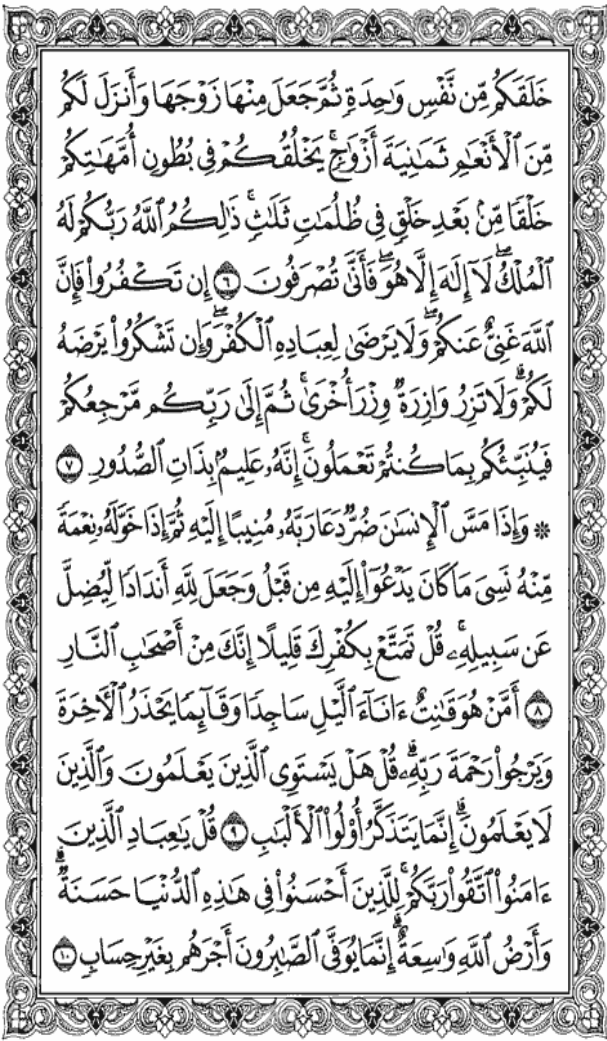 خَلَقَكُم مِّن نَّفْسٍ وَٰحِدَةٍ ثُمَّ جَعَلَ مِنْهَا زَوْجَهَا وَأَنزَلَ لَكُم
مِّنَ ٱلْأَنْعَٰمِ ثَمَٰنِيَةَ أَزْوَٰجٍ ۚ يَخْلُقُكُمْ فِى بُطُونِ أُمَّهَٰتِكُمْ
خَلْقًا مِّنۢ بَعْدِ خَلْقٍ فِى ظُلُمَٰتٍ ثَلَٰثٍ ۚ ذَٰلِكُمُ ٱللَّهُ رَبُّكُمْ لَهُ
ٱلْمُلْكُ ۖ لَآ إِلَٰهَ إِلَّا هُوَ ۖ فَأَنَّىٰ تُصْرَفُونَ ٦ إِن تَكْفُرُوا۟ فَإِنَّ
ٱللَّهَ غَنِىٌّ عَنكُمْ ۖ وَلَا يَرْضَىٰ لِعِبَادِهِ ٱلْكُفْرَ ۖ وَإِن تَشْكُرُوا۟ يَرْضَهُ
لَكُمْ ۗ وَلَا تَزِرُ وَازِرَةٌ وِزْرَ أُخْرَىٰ ۗ ثُمَّ إِلَىٰ رَبِّكُم مَّرْجِعُكُمْ
فَيُنَبِّئُكُم بِمَا كُنتُمْ تَعْمَلُونَ ۚ إِنَّهُۥ عَلِيمٌۢ بِذَاتِ ٱلصُّدُورِ ٧
۞ وَإِذَا مَسَّ ٱلْإِنسَٰنَ ضُرٌّ دَعَا رَبَّهُۥ مُنِيبًا إِلَيْهِ ثُمَّ إِذَا خَوَّلَهُۥ نِعْمَةً
مِّنْهُ نَسِىَ مَا كَانَ يَدْعُوٓا۟ إِلَيْهِ مِن قَبْلُ وَجَعَلَ لِلَّهِ أَندَادًا لِّيُضِلَّ
عَن سَبِيلِهِۦ ۚ قُلْ تَمَتَّعْ بِكُفْرِكَ قَلِيلًا ۖ إِنَّكَ مِنْ أَصْحَٰبِ ٱلنَّارِ
٨ أَمَّنْ هُوَ قَٰنِتٌ ءَانَآءَ ٱلَّيْلِ سَاجِدًا وَقَآئِمًا يَحْذَرُ ٱلْءَاخِرَةَ
وَيَرْجُوا۟ رَحْمَةَ رَبِّهِۦ ۗ قُلْ هَلْ يَسْتَوِى ٱلَّذِينَ يَعْلَمُونَ وَٱلَّذِينَ
لَا يَعْلَمُونَ ۗ إِنَّمَا يَتَذَكَّرُ أُو۟لُوا۟ ٱلْأَلْبَٰبِ ٩ قُلْ يَٰعِبَادِ ٱلَّذِينَ
ءَامَنُوا۟ ٱتَّقُوا۟ رَبَّكُمْ ۚ لِلَّذِينَ أَحْسَنُوا۟ فِى هَٰذِهِ ٱلدُّنْيَا حَسَنَةٌ ۗ
وَأَرْضُ ٱللَّهِ وَٰسِعَةٌ ۗ إِنَّمَا يُوَفَّى ٱلصَّٰبِرُونَ أَجْرَهُم بِغَيْرِ حِسَابٍ ١٠